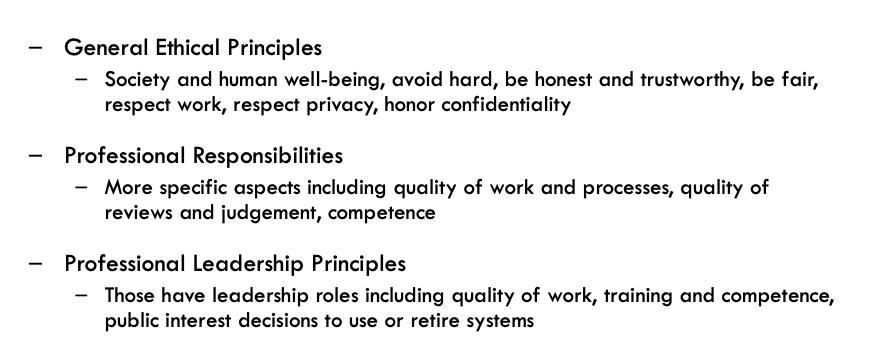 – General Ethical Principles
– Society and human well-being, avoid hard, be honest and trustworthy, be fair,
respect work, respect privacy, honor confidentiality
– Professional Responsibilities
– More specific aspects including quality of work and processes, quality of
reviews and judgement, competence
– Professional Leadership Principles
– Those have leadership roles including quality of work, training and competence,
public interest decisions to use or retire systems